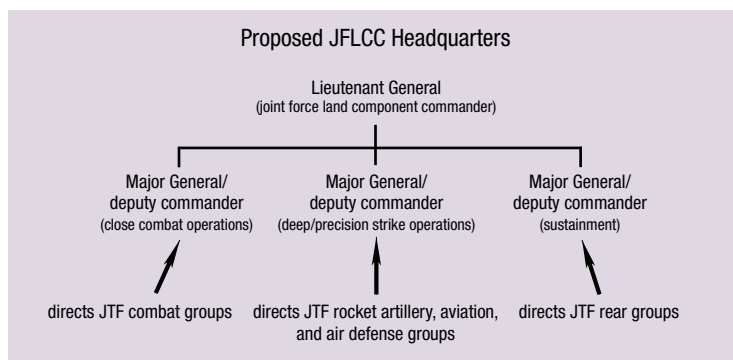 Proposed JFLCC Headquarters
Lieutenant General
(joint force land component commander)
Major General/
deputy commander
(close combat operations)
Major General/
deputy commander
(deep/precision strike operations)
Major General/
deputy commander
(sustainment)
directs JTF combat groups
directs JTF rocket artillery, aviation,
and air defense groups
directs JTF rear groups